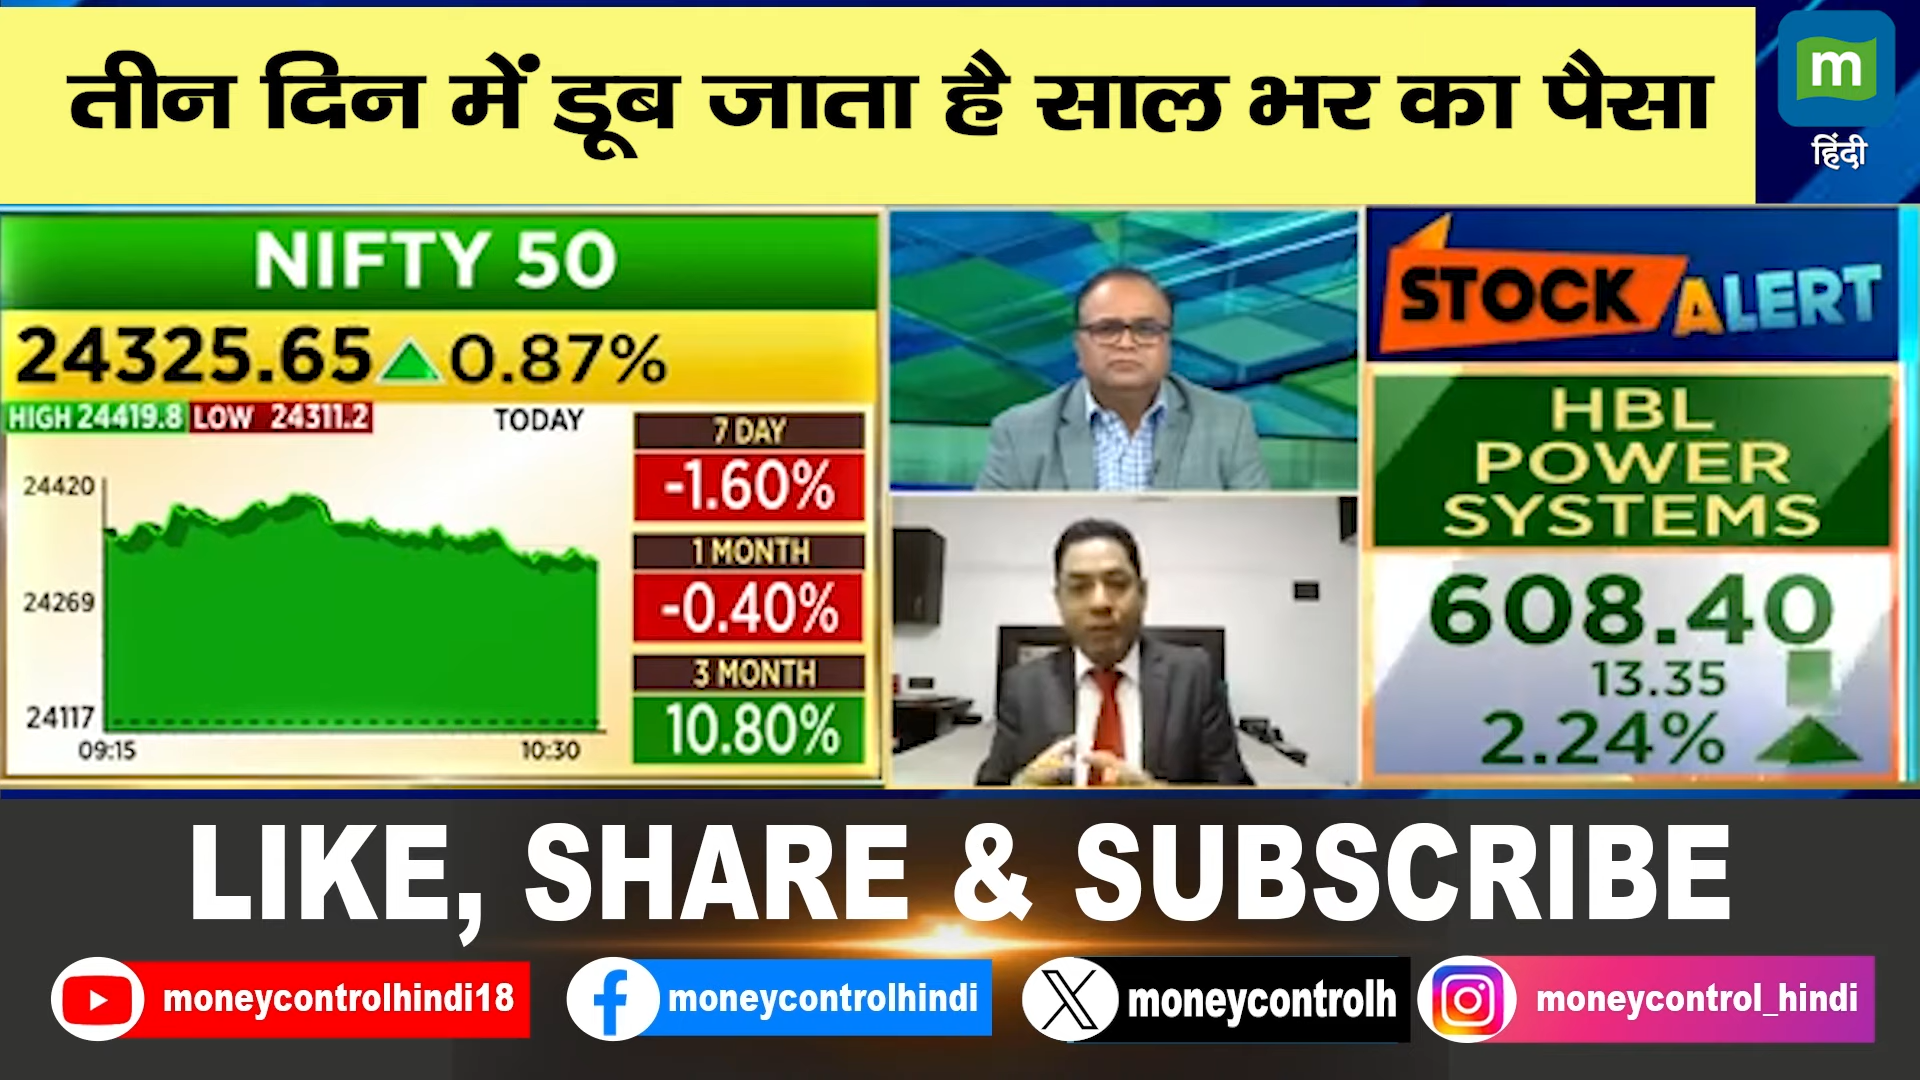 तीन दिन में डूब जाता है साल भर का पैसा
m
हिंदी
NIFTY 50
24325.65 0.87%
HIGH 24419.8 LOW 24311.2
TODAY
24420
24269
24117
09:15
10:30
7 DAY
-1.60%
1 MONTH
-0.40%
3 MONTH
10.80%
STOCK ALERT
HBL
POWER
SYSTEMS
608.40
13.35
2.24%
LIKE, SHARE & SUBSCRIBE
moneycontrolhindi18
moneycontrolhindi
moneycontrolh
moneycontrol_hindi